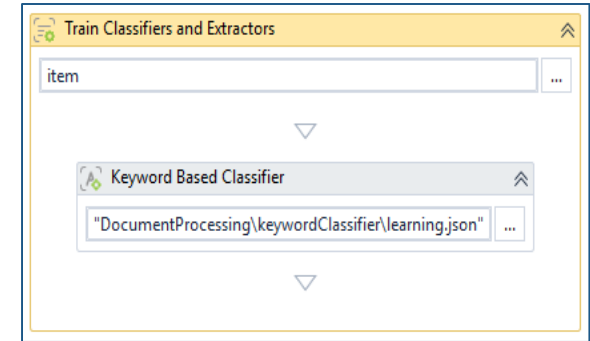 Train Classifiers and Extractors
item
...
Keyword Based Classifier
"DocumentProcessing\keywordClassifier\learning.json"
...